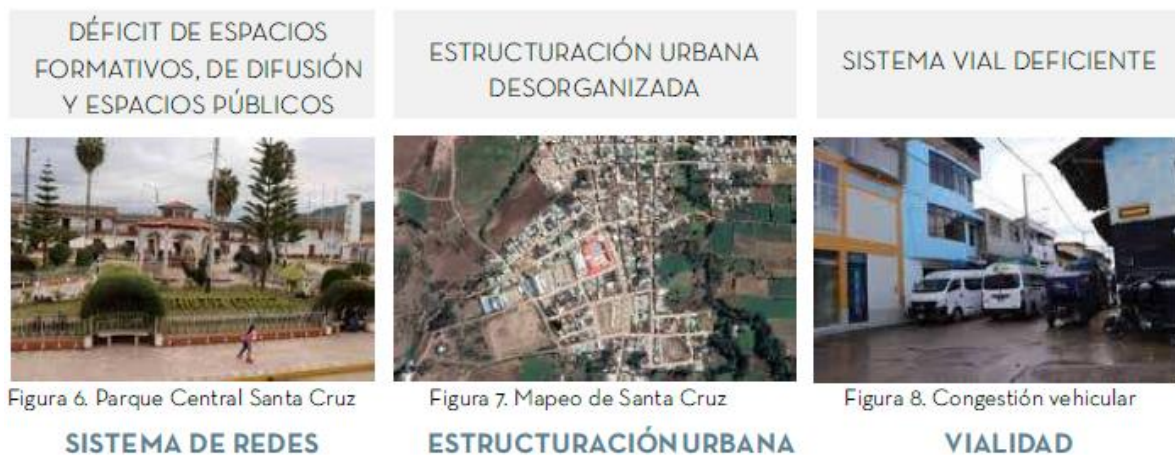 DÉFICIT DE ESPACIOS
FORMATIVOS, DE DIFUSIÓN
Y ESPACIOS PÚBLICOS
ESTRUCTURACIÓN URBANA
DESORGANIZADA
SISTEMA VIAL DEFICIENTE
Figura 6. Parque Central Santa Cruz
Figura 7. Mapeo de Santa Cruz
Figura 8. Congestión vehicular
SISTEMA DE REDES
ESTRUCTURACIÓN URBANA
VIALIDAD